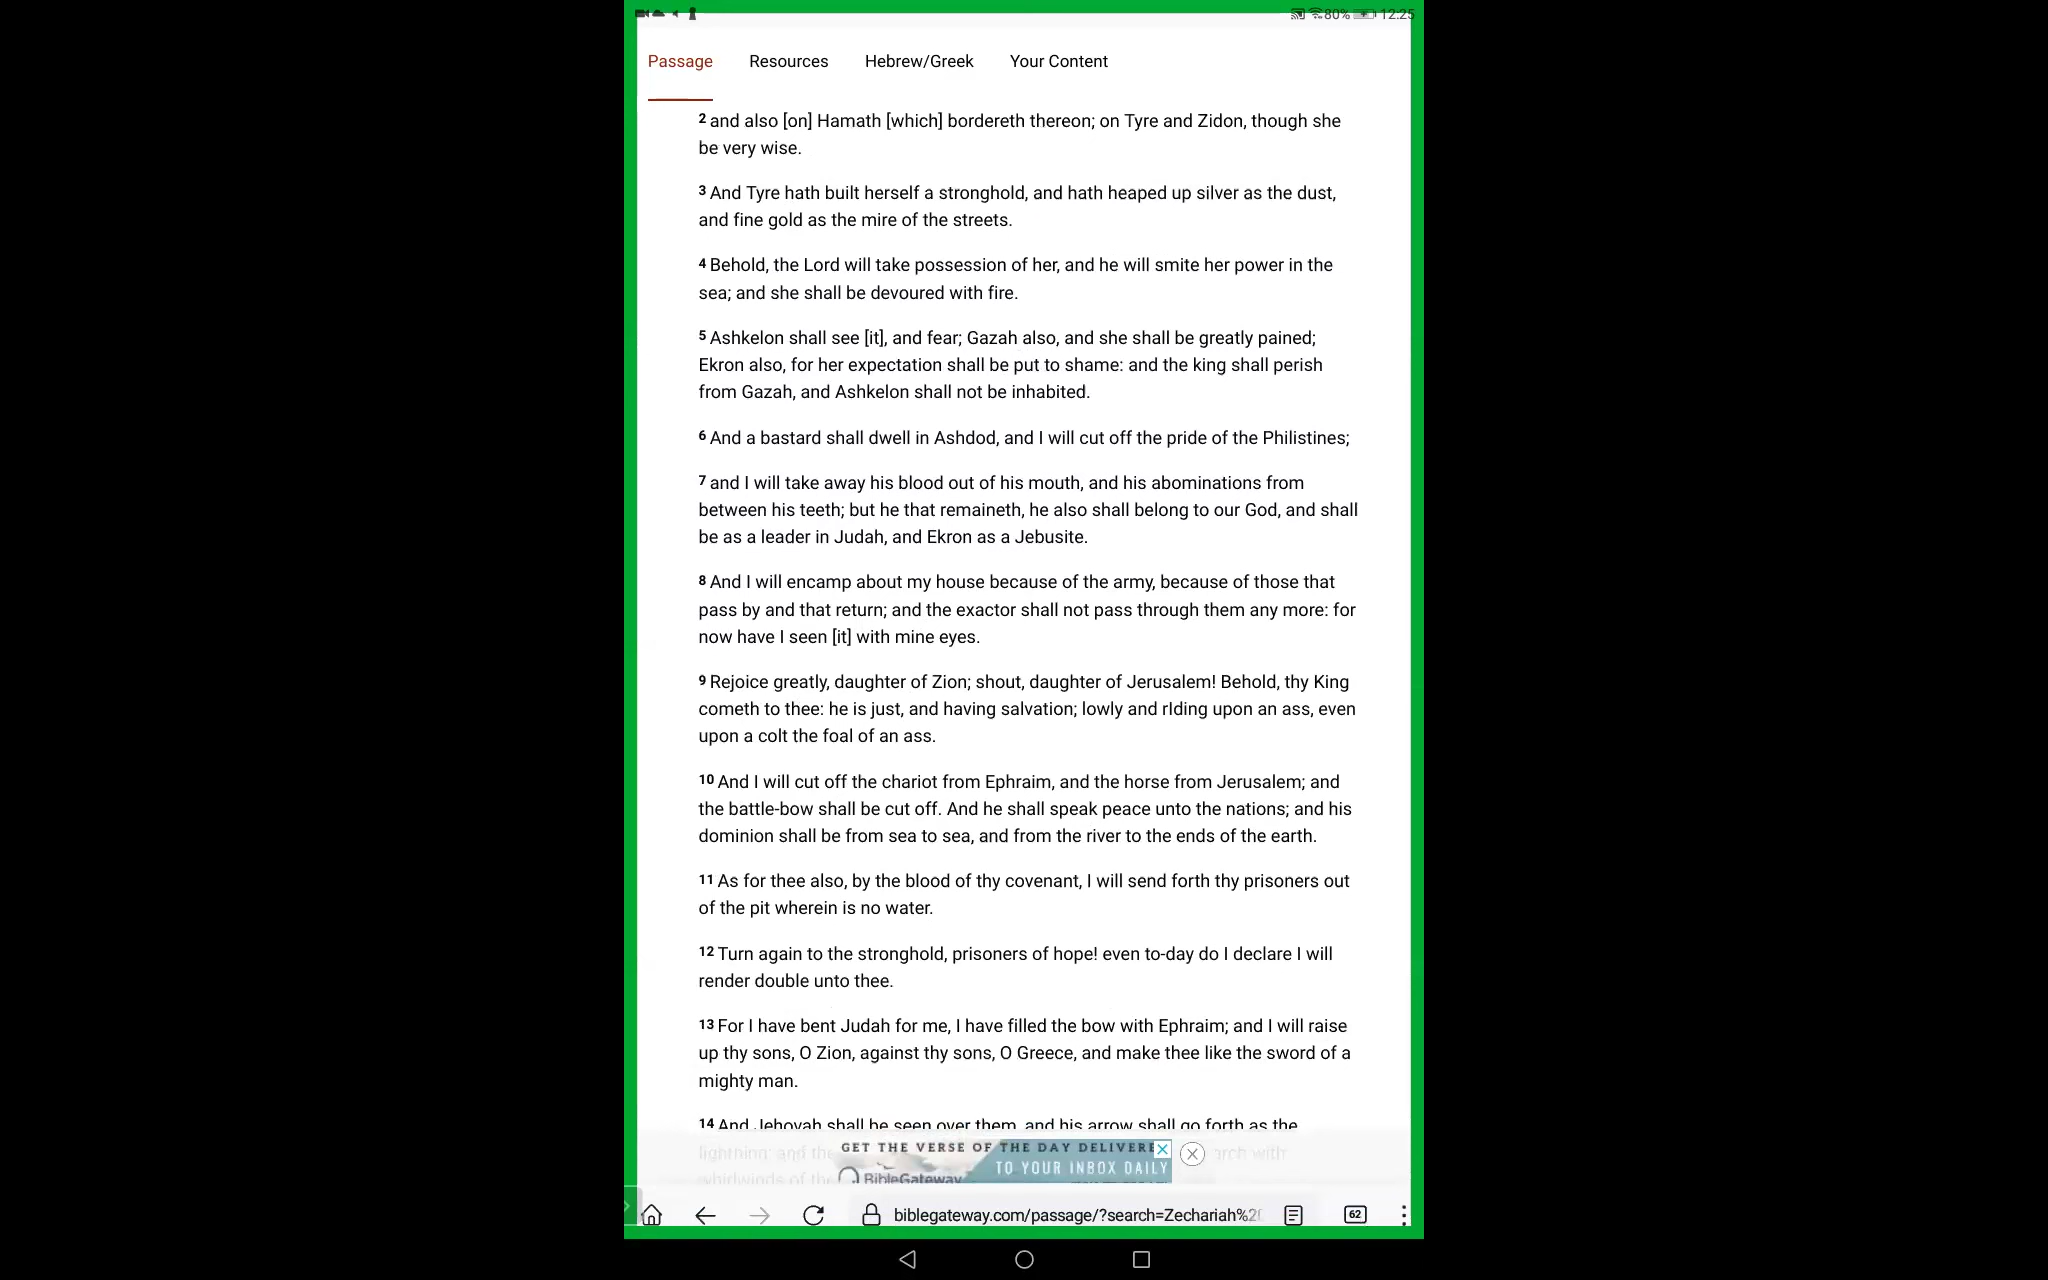 80% 12:25
Passage Resources Hebrew/Greek Your Content
2 and also [on] Hamath [which] bordereth thereon; on Tyre and Zidon, though she
be very wise.
3 And Tyre hath built herself a stronghold, and hath heaped up silver as the dust,
and fine gold as the mire of the streets.
4 Behold, the Lord will take possession of her, and he will smite her power in the
sea; and she shall be devoured with fire.
5 Ashkelon shall see [it], and fear; Gazah also, and she shall be greatly pained;
Ekron also, for her expectation shall be put to shame: and the king shall perish
from Gazah, and Ashkelon shall not be inhabited.
6 And a bastard shall dwell in Ashdod, and I will cut off the pride of the Philistines;
7 and I will take away his blood out of his mouth, and his abominations from
between his teeth; but he that remaineth, he also shall belong to our God, and shall
be as a leader in Judah, and Ekron as a Jebusite.
8 And I will encamp about my house because of the army, because of those that
pass by and that return; and the exactor shall not pass through them any more: for
now have I seen [it] with mine eyes.
9 Rejoice greatly, daughter of Zion; shout, daughter of Jerusalem! Behold, thy King
cometh to thee: he is just, and having salvation; lowly and rIding upon an ass, even
upon a colt the foal of an ass.
10 And I will cut off the chariot from Ephraim, and the horse from Jerusalem; and
the battle-bow shall be cut off. And he shall speak peace unto the nations; and his
dominion shall be from sea to sea, and from the river to the ends of the earth.
11 As for thee also, by the blood of thy covenant, I will send forth thy prisoners out
of the pit wherein is no water.
12 Turn again to the stronghold, prisoners of hope! even to-day do I declare I will
render double unto thee.
13 For I have bent Judah for me, I have filled the bow with Ephraim; and I will raise
up thy sons, O Zion, against thy sons, O Greece, and make thee like the sword of a
mighty man.
14 And Jehovah shall be seen over them, and his arrow shall go forth as the
lightning: and the
whirlwinds of the
GET THE VERSE OF THE DAY DELIVERE
TO YOUR INBOX DAILY
BibleGateway
biblegateway.com/passage/?search=Zechariah%2
62